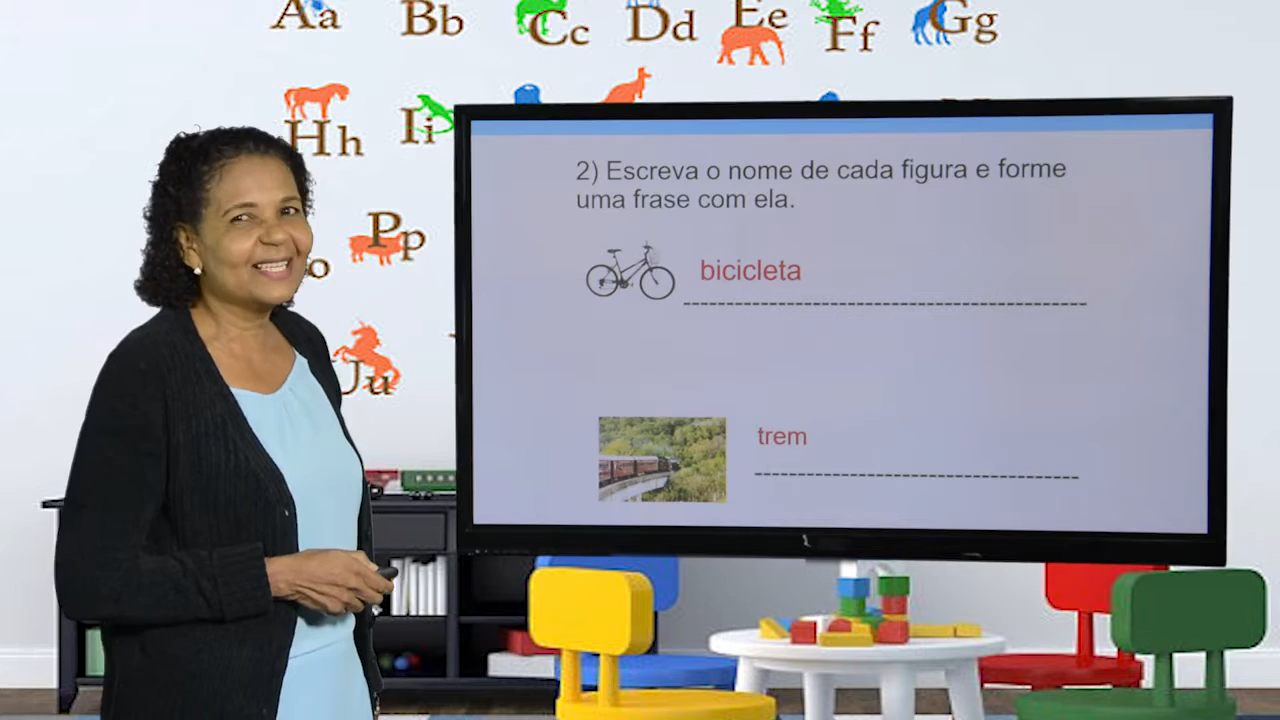 Aa Bb Cc Dd Ee Ff Gg
Hh Ii
Pp
Uu
2) Escreva o nome de cada figura e forme
uma frase com ela.
bicicleta
trem